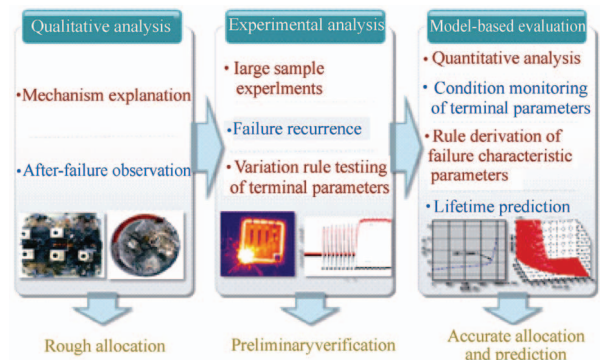 Qualitative analysis
•Mechanism explanation
•After-failure observation
Rough allocation
Experimental analysis
• Iarge sample
experIments
•Failure recurrence
• Variation rule testiing
of terminal parameters
Preliminaryverification
Model-based evaluation
• Quantitative analysis
• Condition monitoring
of terminal parameters
•Rule derivation of
failure characteristic
parameters
• Lifetime prediction
Accurate allocation
and prediction